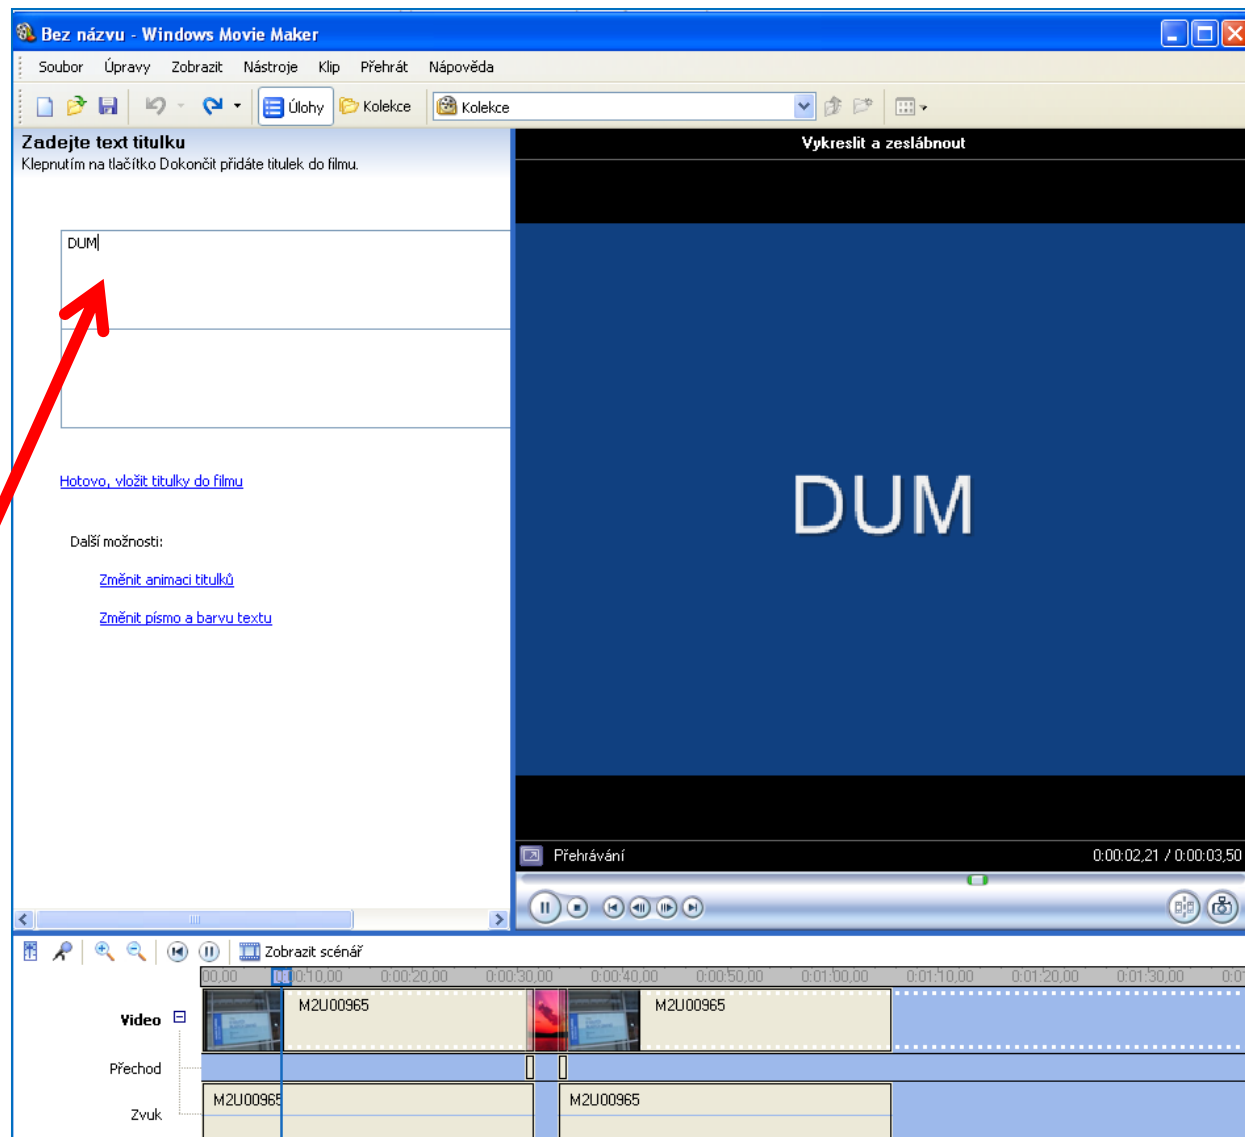 Bez názvu - Windows Movie Maker
Soubor Úpravy Zobrazit Nástroje Klip Přehrát Nápověda
Úlohy Kolekce Kolekce
Zadejte text titulku
Klepnutím na tlačítko Dokončit přidáte titulek do filmu.
Vykreslit a zeslábnout
DUM
Hotovo, vložit titulky do filmu
DUM
Další možnosti:
Změnit animaci titulků
Změnit písmo a barvu textu
Přehrávání 0:00:02,21 / 0:00:03,50
Zobrazit scénář
00,00 0:10,00 0:00:20,00 0:00:30,00 0:00:40,00 0:00:50,00 0:01:00,00 0:01:10,00 0:01:20,00 0:01:30,00 0:0
Video M2U00965 M2U00965
Přechod
Zvuk M2U00965 M2U00965